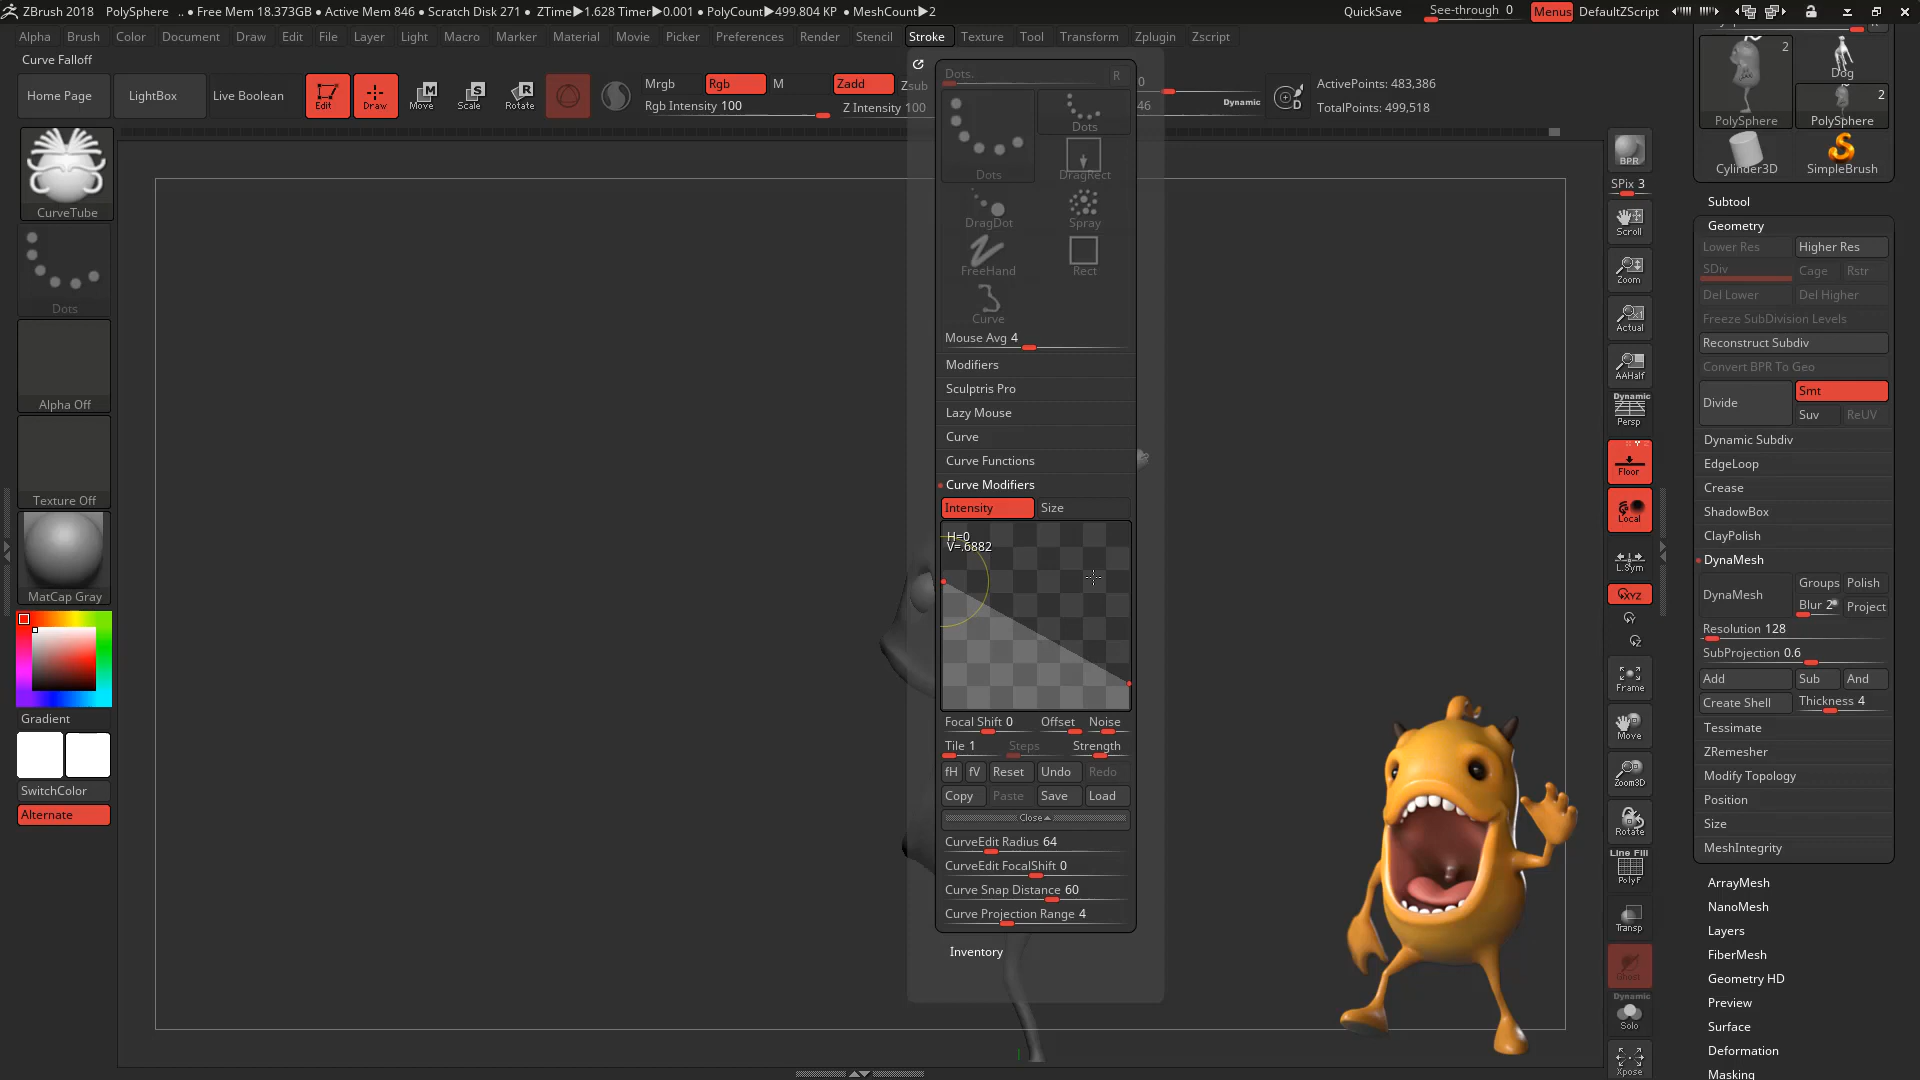 ZBrush 2018 PolySphere .. ● Free Mem 18.373GB ● Active Mem 846 ● Scratch Disk 271 ● ZTime▶1.628 Timer▶0.001 ● PolyCount▶499.804 KP ● MeshCount▶2 QuickSave See-through 0 Menus DefaultZScript
Alpha Brush Color Document Draw Edit File Layer Light Macro Marker Material Movie Picker Preferences Render Stencil Stroke Texture Tool Transform Zplugin Zscript
Curve Falloff
Home Page LightBox Live Boolean Edit Draw Move Scale Rotate
Mrgb Rgb M Zadd Zsub
Rgb Intensity 100 Z Intensity 100
0
46 Dynamic
ActivePoints: 483,386
TotalPoints: 499,518
CurveTube
Dots
Alpha Off
Texture Off
MatCap Gray
Gradient
SwitchColor
Alternate
Dots. R
Dots Dots
DragRect
DragDot Spray
FreeHand Rect
Curve
Mouse Avg 4
Modifiers
Sculptris Pro
Lazy Mouse
Curve
Curve Functions
Curve Modifiers
Intensity Size
H=0
V=.6882
Focal Shift 0 Offset Noise
Tile 1 Steps Strength
fH fV Reset Undo Redo
Copy Paste Save Load
Close
CurveEdit Radius 64
CurveEdit FocalShift 0
Curve Snap Distance 60
Curve Projection Range 4
Inventory
BPR
SPix 3
Scroll
Zoom
Actual
AAHalf
Dynamic
Persp
Floor
Local
L.Sym
XYZ
Y
Z
Frame
Move
Zoom3D
Rotate
Line Fill
PolyF
Transp
Ghost
Dynamic
Solo
Xpose
2
Dog
2
PolySphere PolySphere
Cylinder3D SimpleBrush
Subtool
Geometry
Lower Res Higher Res
SDiv Cage Rstr
Del Lower Del Higher
Freeze SubDivision Levels
Reconstruct Subdiv
Convert BPR To Geo
Divide Smt
Suv ReUV
Dynamic Subdiv
EdgeLoop
Crease
ShadowBox
ClayPolish
DynaMesh
DynaMesh Groups Polish
Blur 2 Project
Resolution 128
SubProjection 0.6
Add Sub And
Create Shell Thickness 4
Tessimate
ZRemesher
Modify Topology
Position
Size
MeshIntegrity
ArrayMesh
NanoMesh
Layers
FiberMesh
Geometry HD
Preview
Surface
Deformation
Masking